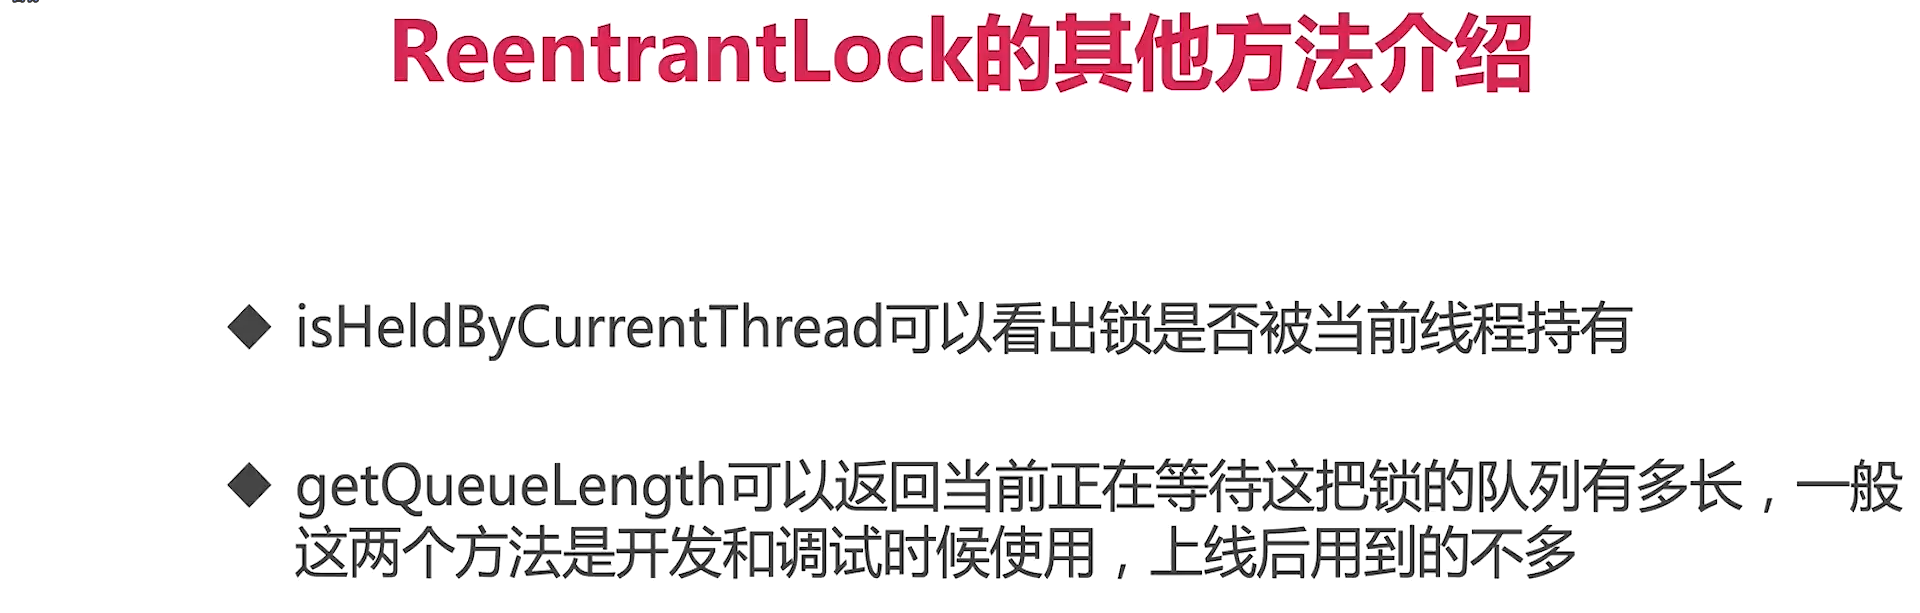 ReentrantLock的其他方法介绍
◆ isHeldByCurrentThread可以看出锁是否被当前线程持有
◆ getQueueLength可以返回当前正在等待这把锁的队列有多长，一般
这两个方法是开发和调试时候使用，上线后用到的不多